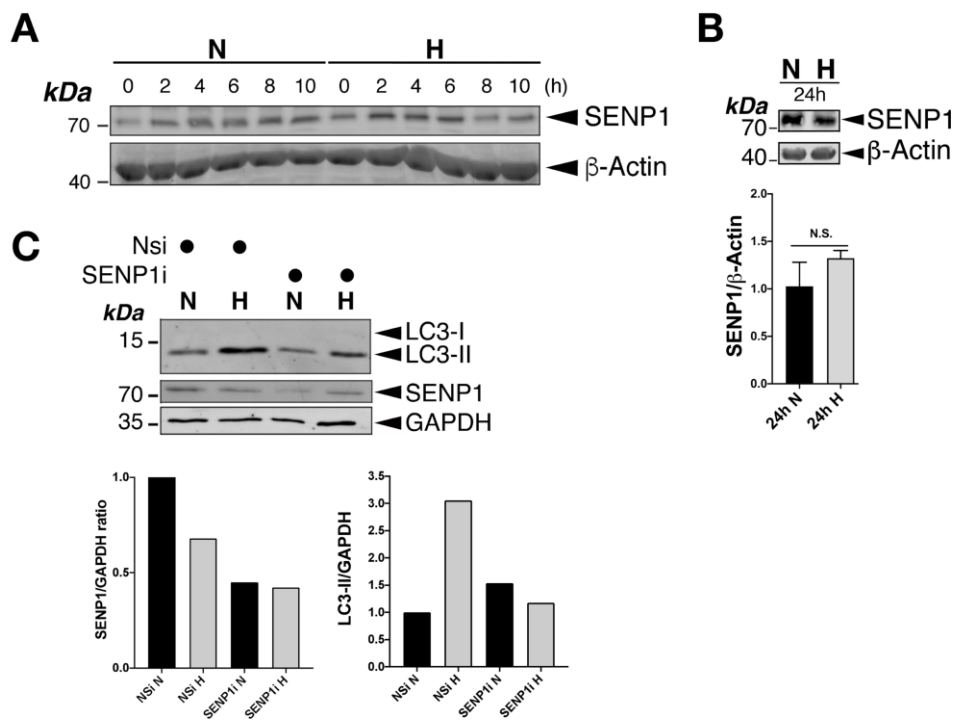 A
N H
kDa 0 2 4 6 8 10 0 2 4 6 8 10 (h)
70 SENP1
40 β-Actin
B
N H
24h
kDa
70 SENP1
40 β-Actin
SENP1/β-Actin
2.0
1.5
1.0
0.5
0.0
N.S.
24h N 24h H
C
Nsi
SENP1i
kDa N H N H
15 LC3-I
LC3-II
70 SENP1
35 GAPDH
SENP1/GAPDH ratio
1.0
0.5
0.0
NSi N NSi H SENP1i N SENP1i H
LC3-II/GAPDH
3.5
3.0
2.5
2.0
1.5
1.0
0.5
0.0
NSi N NSi H SENP1i N SENP1i H